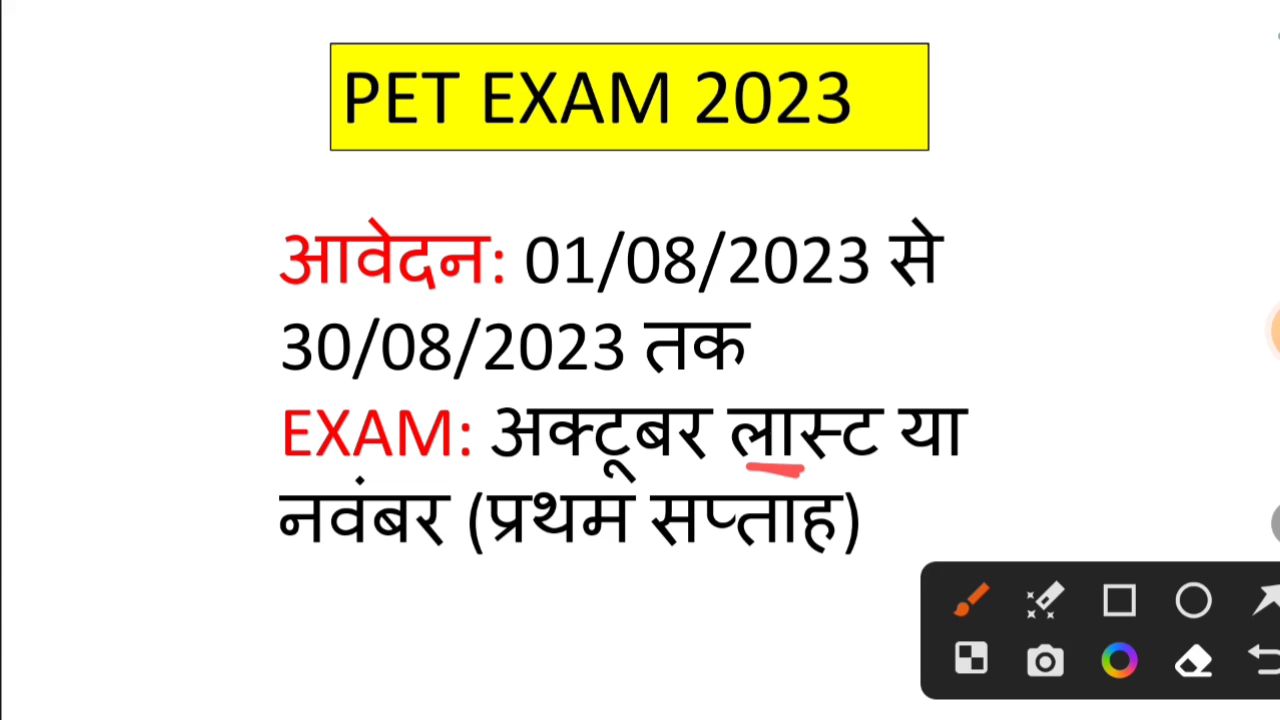 PET EXAM 2023
आवेदन: 01/08/2023 से
30/08/2023 तक
EXAM: अक्टूबर लास्ट या
नवंबर (प्रथम सप्ताह)